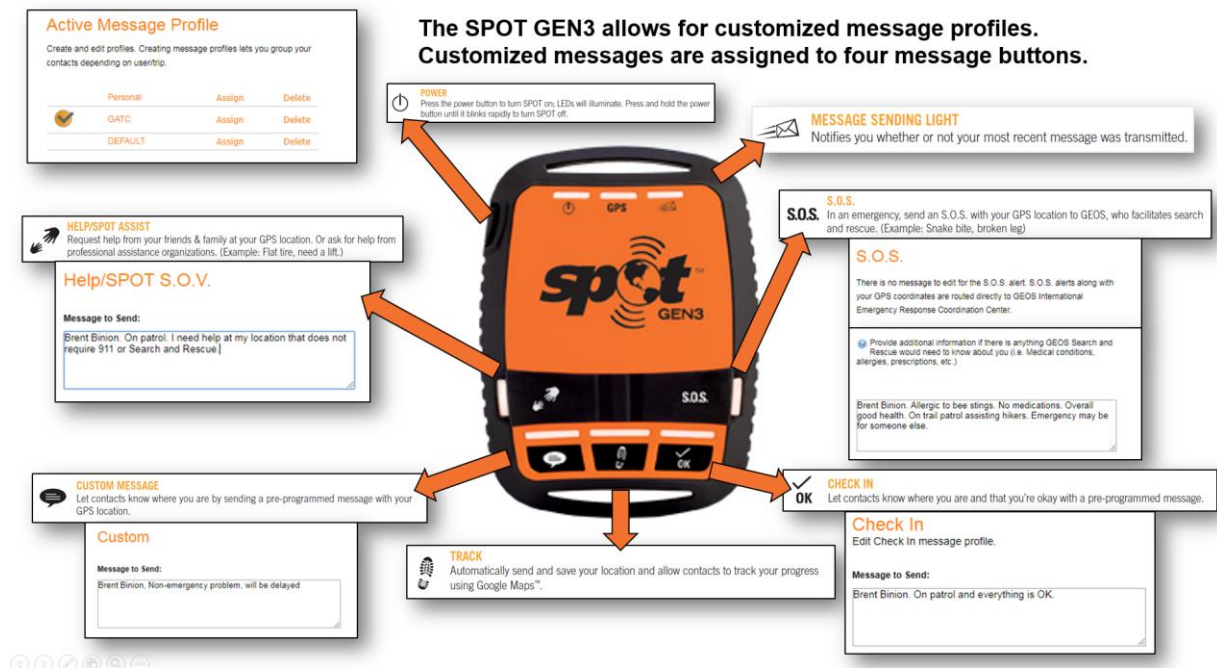 The SPOT GEN3 allows for customized message profiles.
Customized messages are assigned to four message buttons.
Active Message Profile
Create and edit profiles. Creating message profiles lets you group your
contacts depending on user/trip.
Personal Assign Delete
GATC Assign Delete
DEFAULT Assign Delete
POWER
Press the power button to turn SPOT on; LEDs will illuminate. Press and hold the power
button until it blinks rapidly to turn SPOT off.
MESSAGE SENDING LIGHT
Notifies you whether or not your most recent message was transmitted.
HELP/SPOT ASSIST
Request help from your friends & family at your GPS location. Or ask for help from
professional assistance organizations. (Example: Flat tire, need a lift.)
Help/SPOT S.O.V.
Message to Send:
Brent Binion. On patrol. I need help at my location that does not
require 911 or Search and Rescue.
S.O.S.
S.O.S.
In an emergency, send an S.O.S. with your GPS location to GEOS, who facilitates search
and rescue. (Example: Snake bite, broken leg)
S.O.S.
There is no message to edit for the S.O.S. alert. S.O.S. alerts along with
your GPS coordinates are routed directly to GEOS International
Emergency Response Coordination Center.
Provide additional information if there is anything GEOS Search and
Rescue would need to know about you (i.e. Medical conditions,
allergies, prescriptions, etc.)
Brent Binion. Allergic to bee stings. No medications. Overall
good health. On trail patrol assisting hikers. Emergency may be
for someone else.
GPS
spot™
GEN3
S.O.S.
OK
CUSTOM MESSAGE
Let contacts know where you are by sending a pre-programmed message with your
GPS location.
Custom
Message to Send:
Brent Binion, Non-emergency problem, will be delayed
TRACK
Automatically send and save your location and allow contacts to track your progress
using Google Maps™.
OK
CHECK IN
Let contacts know where you are and that you're okay with a pre-programmed message.
Check In
Edit Check In message profile.
Message to Send:
Brent Binion. On patrol and everything is OK.